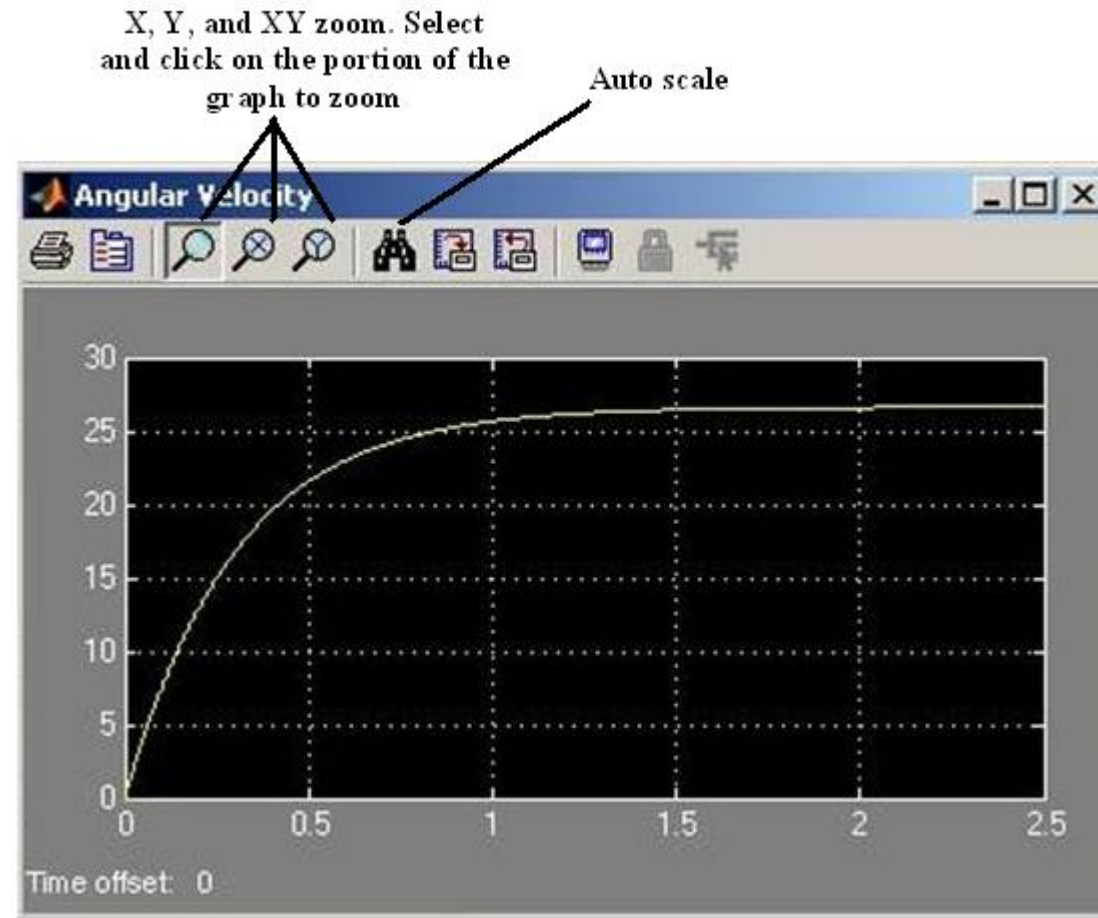 X, Y, and XY zoom. Select
and click on the portion of the
graph to zoom
Auto scale
Angular Velocity
X
Y
30
25
20
15
10
5
0
0
0.5
1
1.5
2
2.5
Time offset: 0